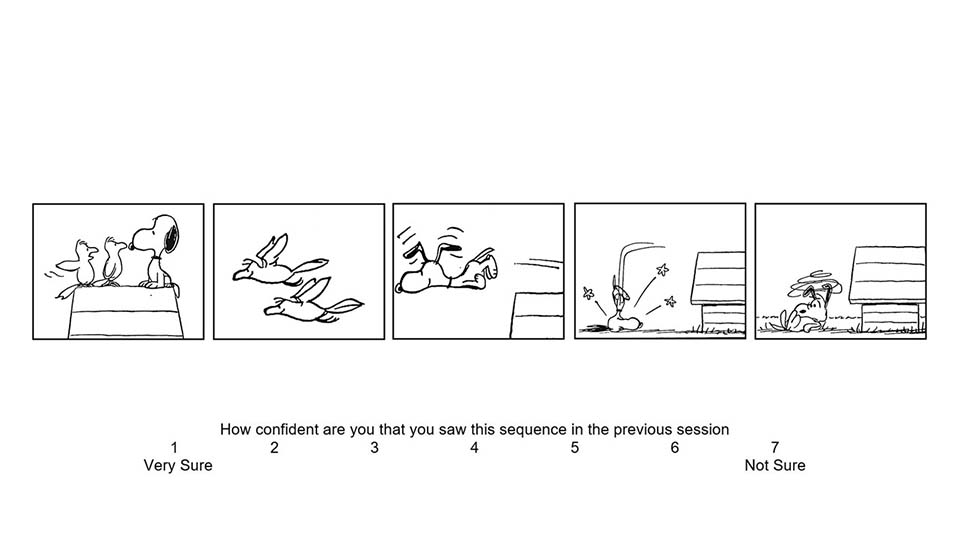 How confident are you that you saw this sequence in the previous session
1 2 3 4 5 6 7
Very Sure Not Sure